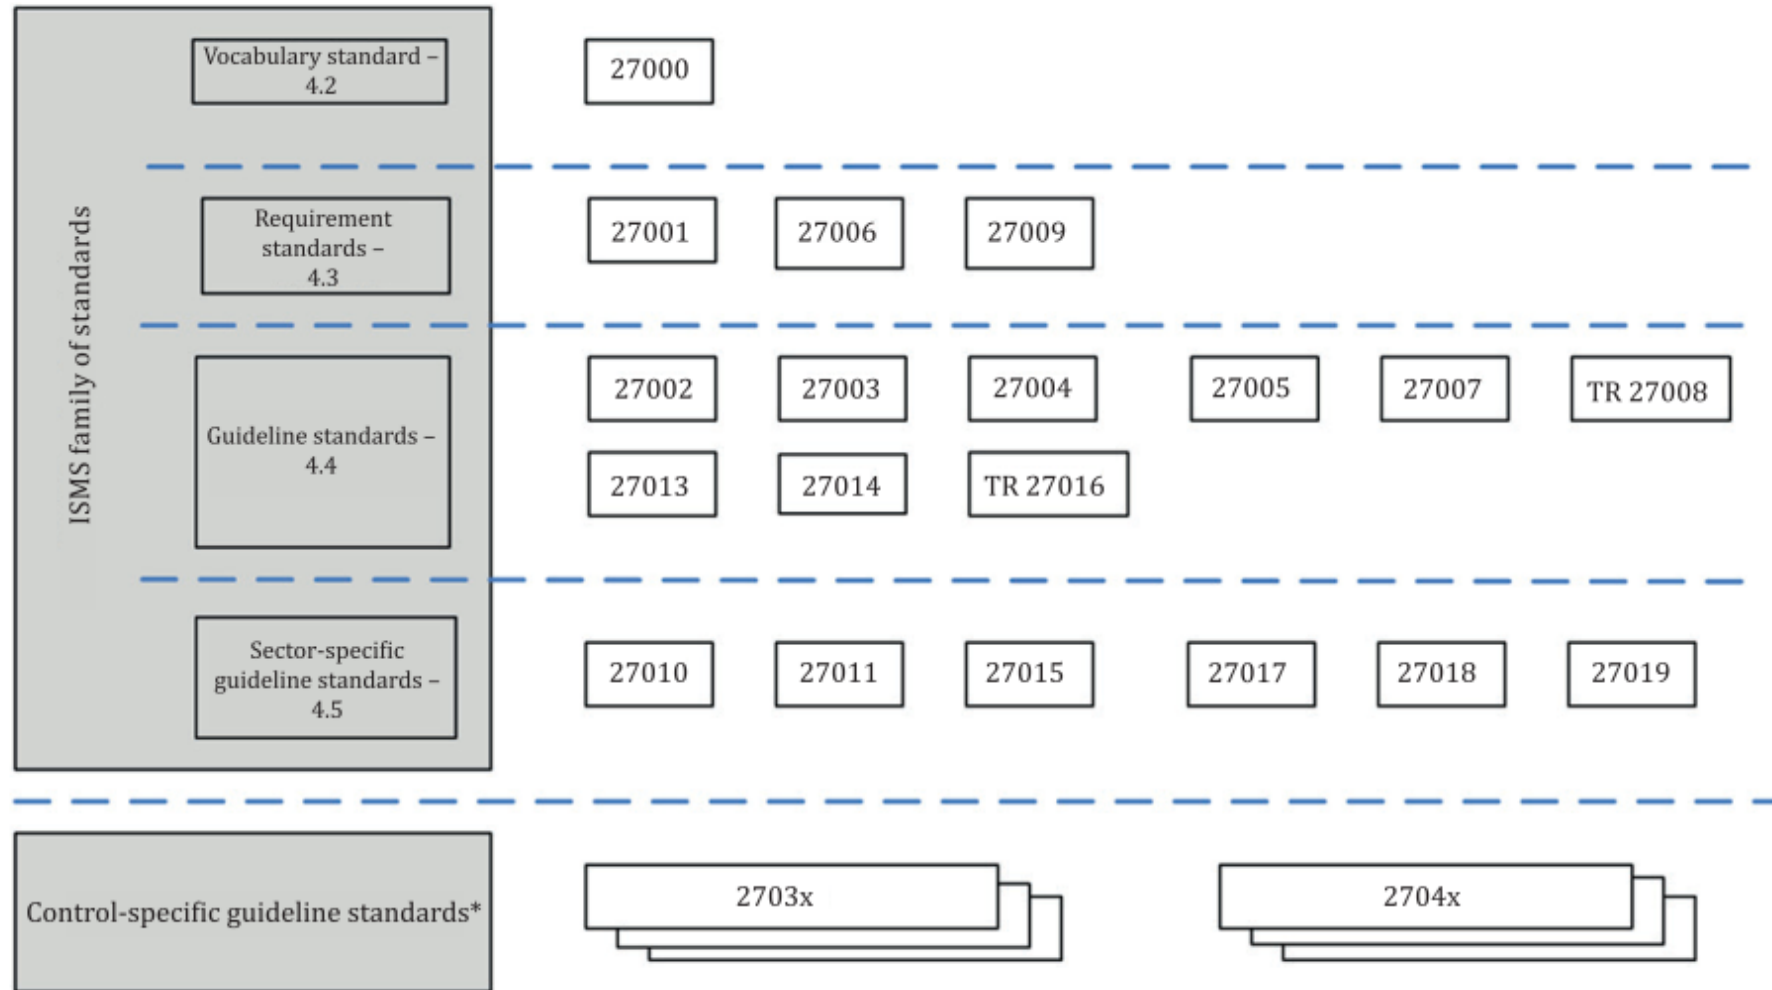 ISMS family of standards
Vocabulary standard –
4.2
27000
Requirement
standards –
4.3
27001
27006
27009
Guideline standards –
4.4
27002
27003
27004
27005
27007
TR 27008
27013
27014
TR 27016
Sector-specific
guideline standards –
4.5
27010
27011
27015
27017
27018
27019
Control-specific guideline standards*
2703x
2704x